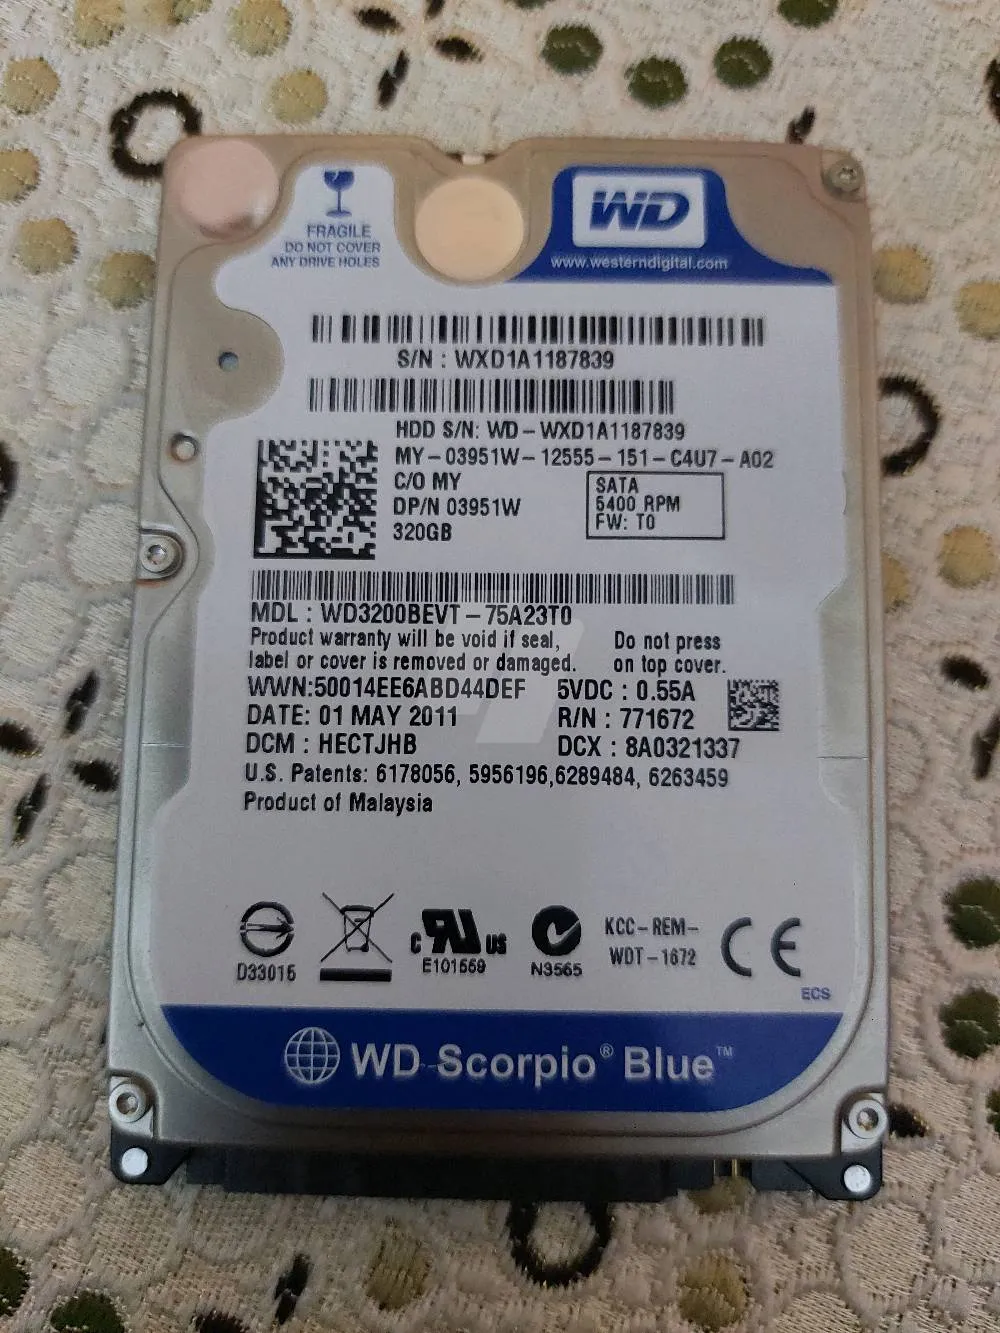 FRAGILE
DO NOT COVER
ANY DRIVE HOLES
WD
www.westerndigital.com
S/N : WXD1A1187839
HDD S/N: WD-WXD1A1187839
MY-03951W-12555-151-C4U7-A02
C/O MY
DP/N 03951W
320GB
SATA
5400 RPM
FW: T0
MDL : WD3200BEVT-75A23T0
Product warranty will be void if seal,
label or cover is removed or damaged.
Do not press
on top cover.
WWN:50014EE6ABD44DEF 5VDC : 0.55A
DATE: 01 MAY 2011 R/N : 771672
DCM : HECTJHB DCX : 8A0321337
U.S. Patents: 6178056, 5956196,6289484, 6263459
Product of Malaysia
D33015
c RU US
E101559
N3565
KCC-REM-
WDT-1672
CE
ECS
WD Scorpio® Blue™